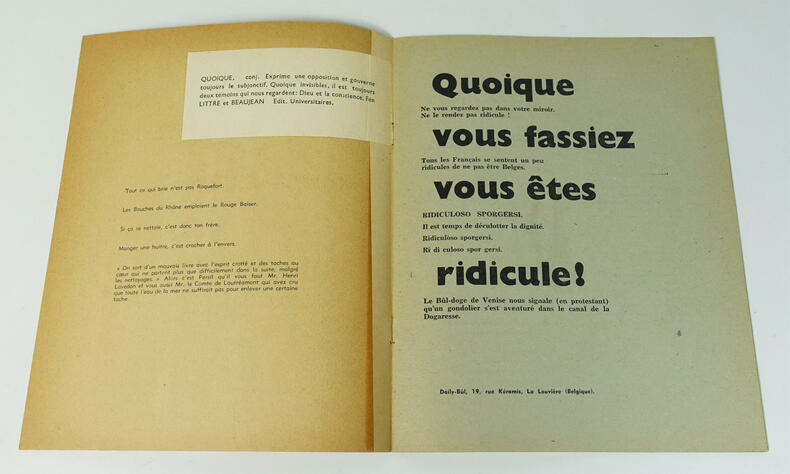 QUOIQUE, conj. Exprime une opposition et gouverne
toujours le subjonctif. Quoique invisibles, il est toujours
deux témoins qui nous regardent : Dieu et la conscience, Fén
LITTRE et BEAUJEAN Edit. Universitaires.
Tout ce qui brie n'est pas Roquefort.
Les Bouches du Rhône emploient le Rouge Baiser.
Si ça se nettoie, c'est donc ton frère.
Manger une huitre, c'est cracher à l'envers.
« On sort d'un mauvais livre avec l'esprit crotté et des taches au
cœur qui ne partent plus que difficilement dans la suite, malgré
les nettoyages. » Alors c'est Persil qu'il vous faut Mr. Henri
Lavedan et vous aussi Mr. le Comte de Lautréamont qui avez cru
que toute l'eau de la mer ne suffirait pas pour enlever une certaine
tache.
Quoique
Ne vous regardez pas dans votre miroir.
Ne le rendez pas ridicule !
vous fassiez
Tous les Français se sentent un peu
ridicules de ne pas être Belges.
vous êtes
RIDICULOSO SPORGERSI.
Il est temps de déculotter la dignité.
Ridiculoso sporgersi.
Ri di culoso spor gersi.
ridicule!
Le Bûl-doge de Venise nous signale (en protestant)
qu'un gondolier s'est aventuré dans le canal de la
Dogaresse.
Daily-Bûl, 19, rue Kéramis, La Louvière (Belgique).